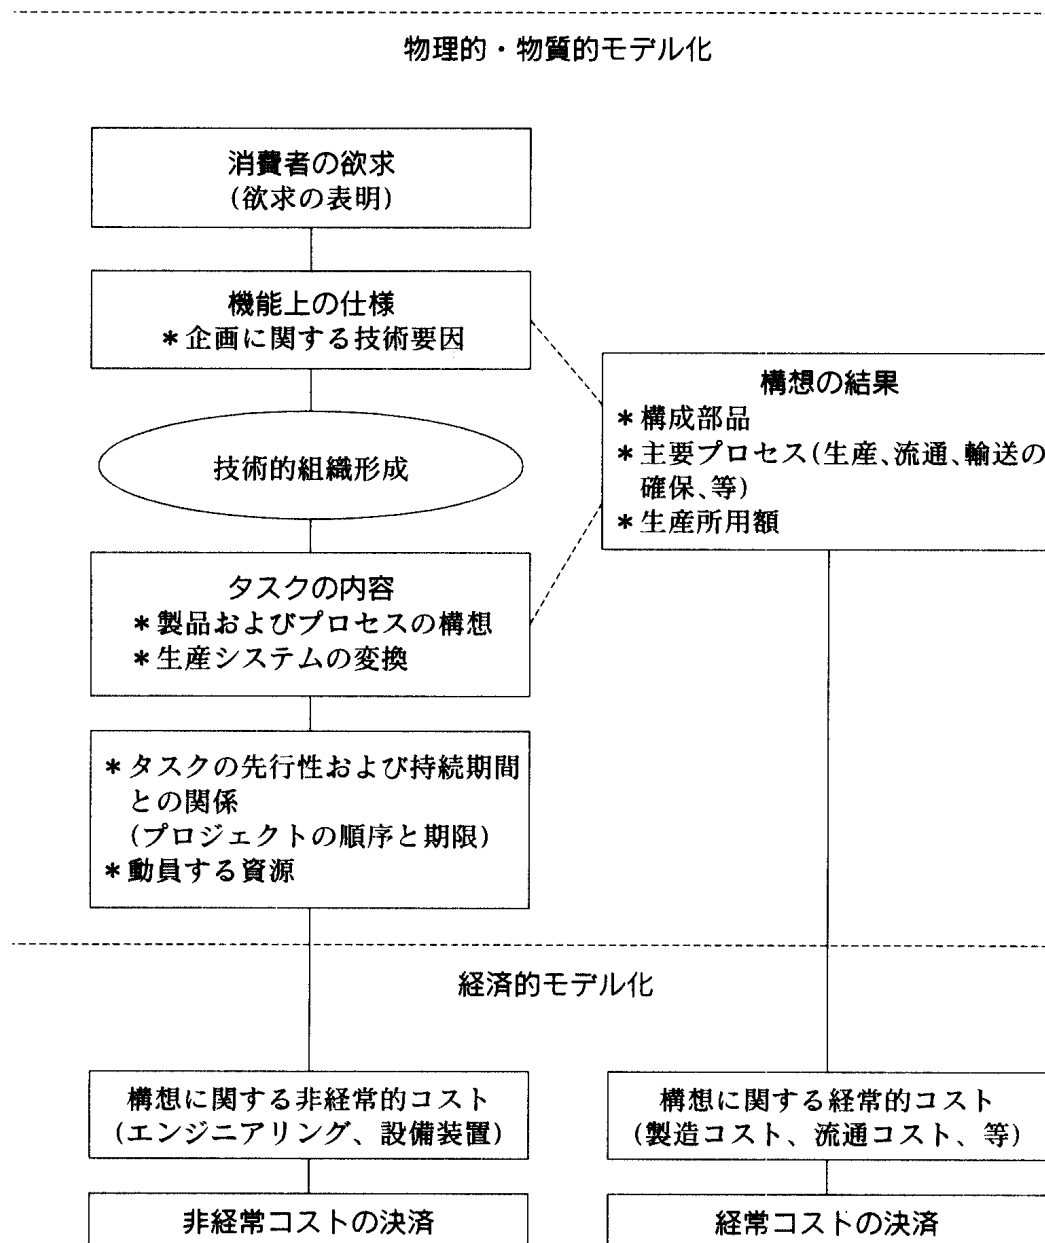 物理的・物質的モデル化
消費者の欲求
(欲求の表明)
機能上の仕様
＊企画に関する技術要因
技術的組織形成
タスクの内容
＊製品およびプロセスの構想
＊生産システムの変換
＊タスクの先行性および持続期間
との関係
(プロジェクトの順序と期限)
＊動員する資源
構想の結果
＊構成部品
＊主要プロセス(生産、流通、輸送の
確保、等)
＊生産所用額
経済的モデル化
構想に関する非経常的コスト
(エンジニアリング、設備装置)
非経常コストの決済
構想に関する経常的コスト
(製造コスト、流通コスト、等)
経常コストの決済